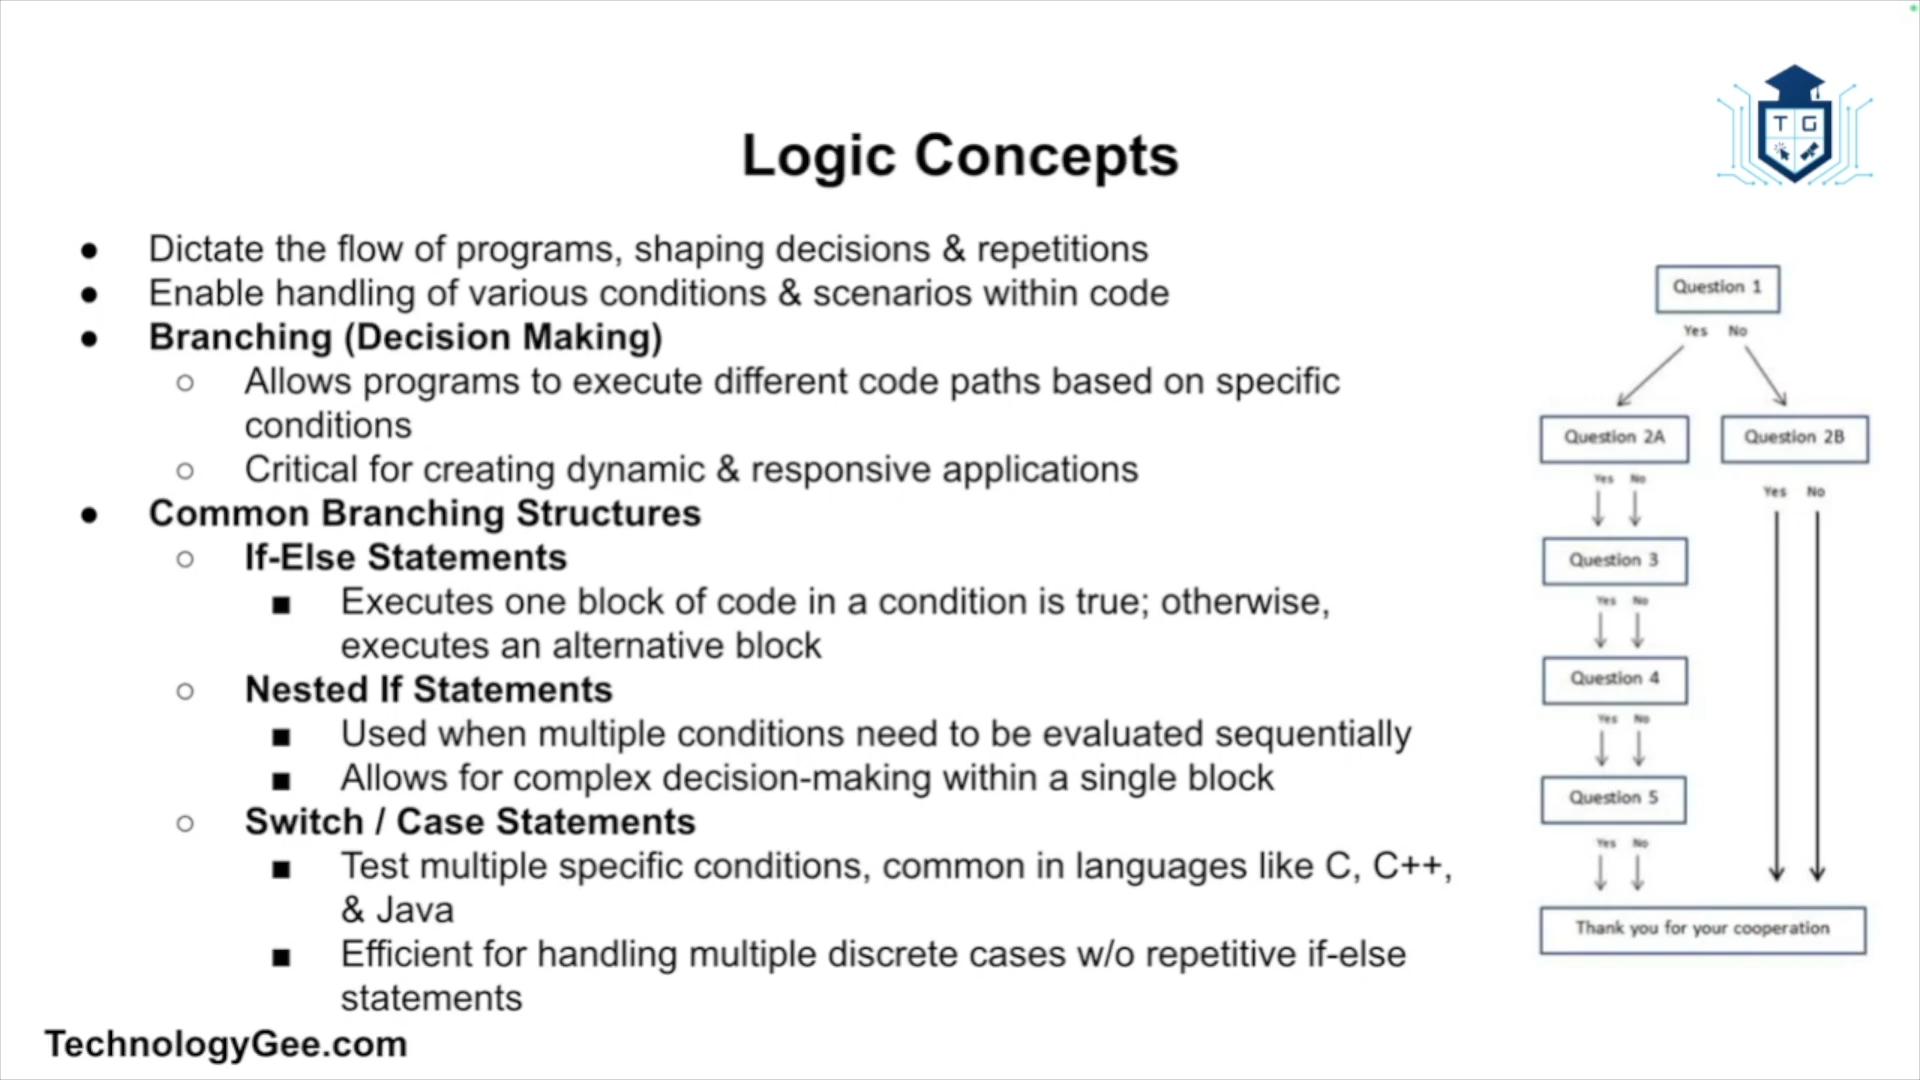 T G
Logic Concepts
● Dictate the flow of programs, shaping decisions & repetitions
● Enable handling of various conditions & scenarios within code
● Branching (Decision Making)
○ Allows programs to execute different code paths based on specific
conditions
○ Critical for creating dynamic & responsive applications
● Common Branching Structures
○ If-Else Statements
■ Executes one block of code in a condition is true; otherwise,
executes an alternative block
○ Nested If Statements
■ Used when multiple conditions need to be evaluated sequentially
■ Allows for complex decision-making within a single block
○ Switch / Case Statements
■ Test multiple specific conditions, common in languages like C, C++,
& Java
■ Efficient for handling multiple discrete cases w/o repetitive if-else
statements
TechnologyGee.com
Question 1
Yes No
Question 2A Question 2B
Yes No
Yes No
Question 3
Yes No
Question 4
Yes No
Question 5
Yes No
Thank you for your cooperation